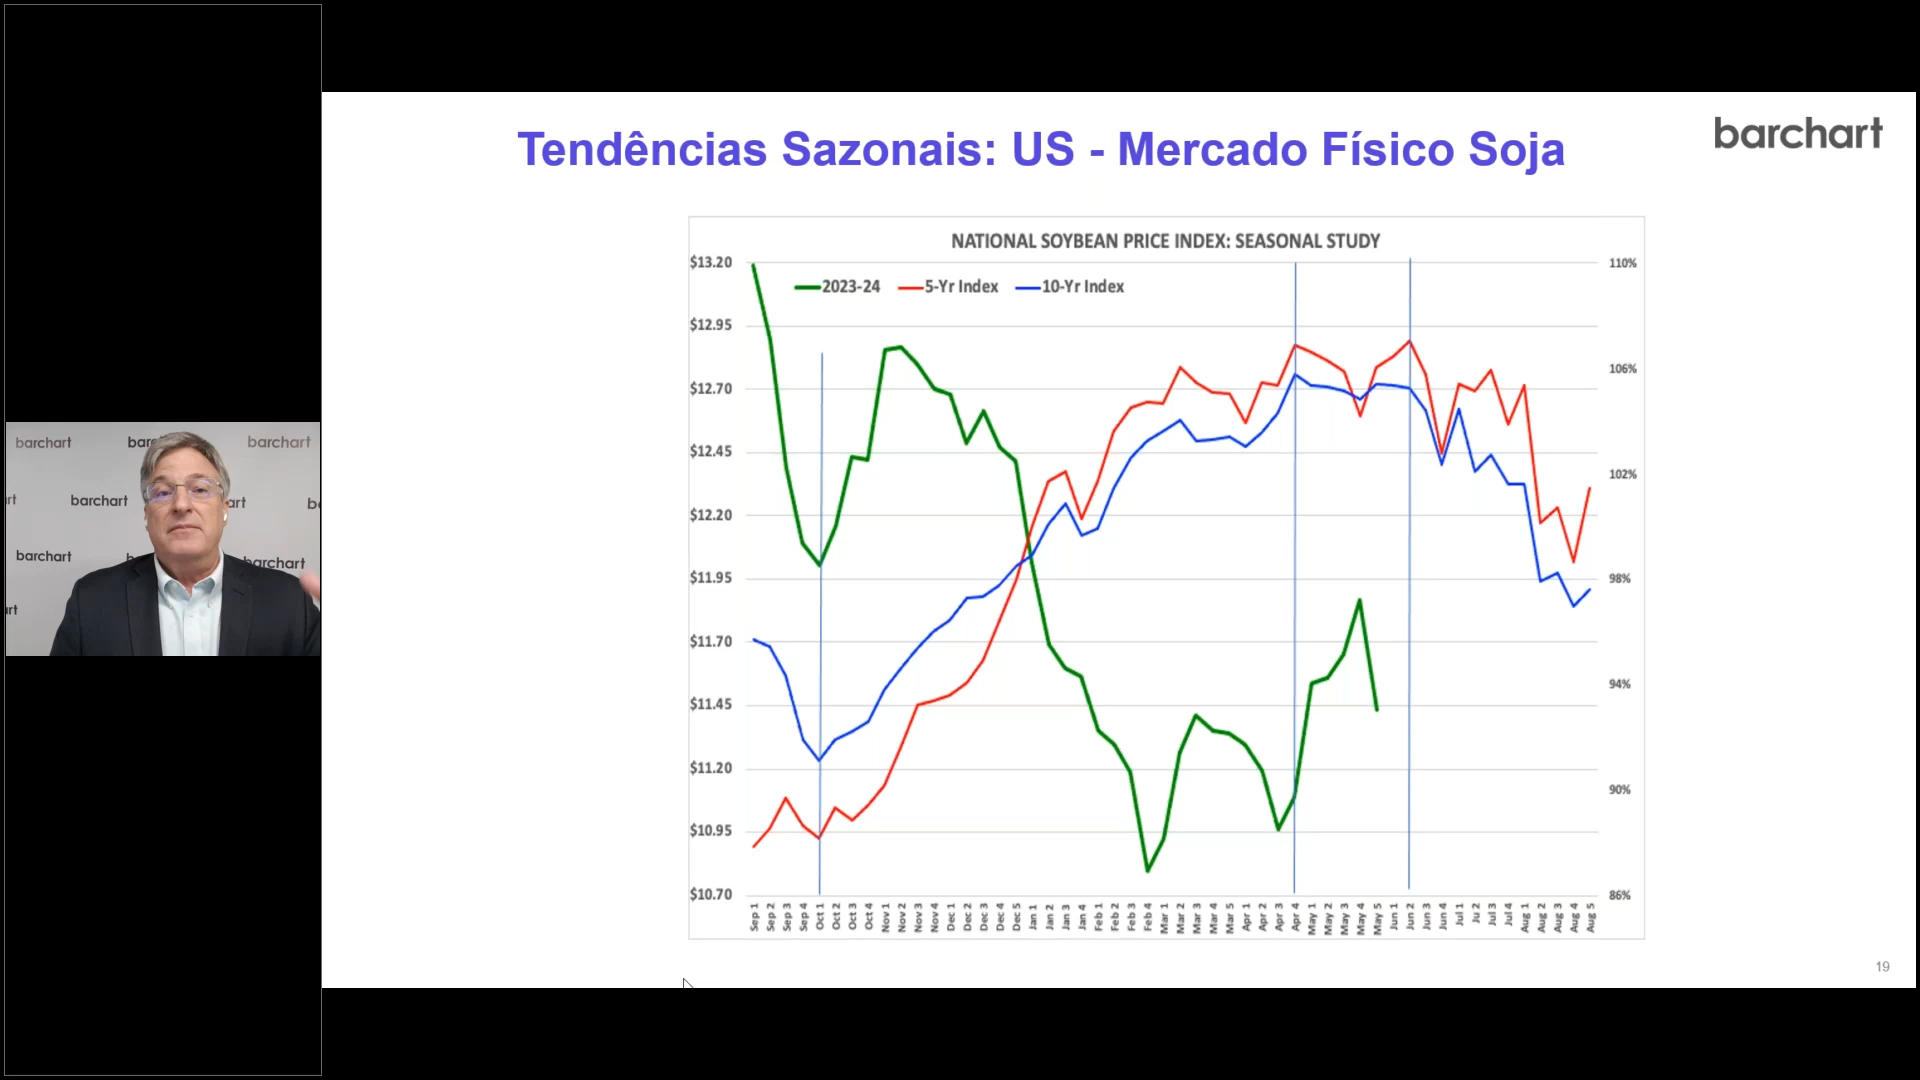 Tendências Sazonais: US - Mercado Físico Soja
barchart
NATIONAL SOYBEAN PRICE INDEX: SEASONAL STUDY
2023-24 5-Yr Index 10-Yr Index
$13.20
$12.95
$12.70
$12.45
$12.20
$11.95
$11.70
$11.45
$11.20
$10.95
$10.70
110%
106%
102%
98%
94%
90%
86%
Sep 1
Sep 2
Sep 3
Sep 4
Oct 1
Oct 2
Oct 3
Oct 4
Nov 1
Nov 2
Nov 3
Nov 4
Dec 1
Dec 2
Dec 3
Dec 4
Dec 5
Jan 1
Jan 2
Jan 3
Jan 4
Feb 1
Feb 2
Feb 3
Feb 4
Mar 1
Mar 2
Mar 3
Mar 4
Mar 5
Apr 1
Apr 2
Apr 3
Apr 4
May 1
May 2
May 3
May 4
May 5
Jun 1
Jun 2
Jun 3
Jun 4
Jul 1
Ju 2
Jul 3
Jul 4
Aug 1
Aug 2
Aug 3
Aug 4
Aug 5
19
barchart barc barchart
rt barchart art b
barchart b barchart
art